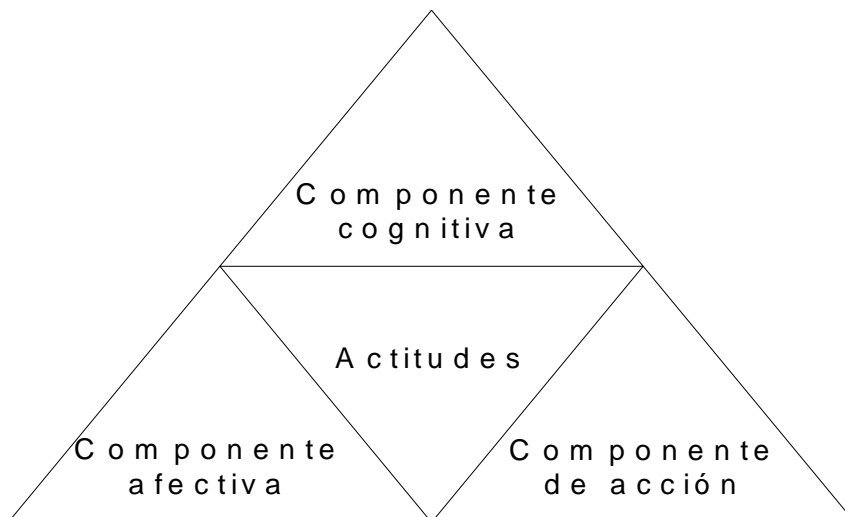 Componente
cognitiva
Actitudes
Componente
afectiva
Componente
de acción